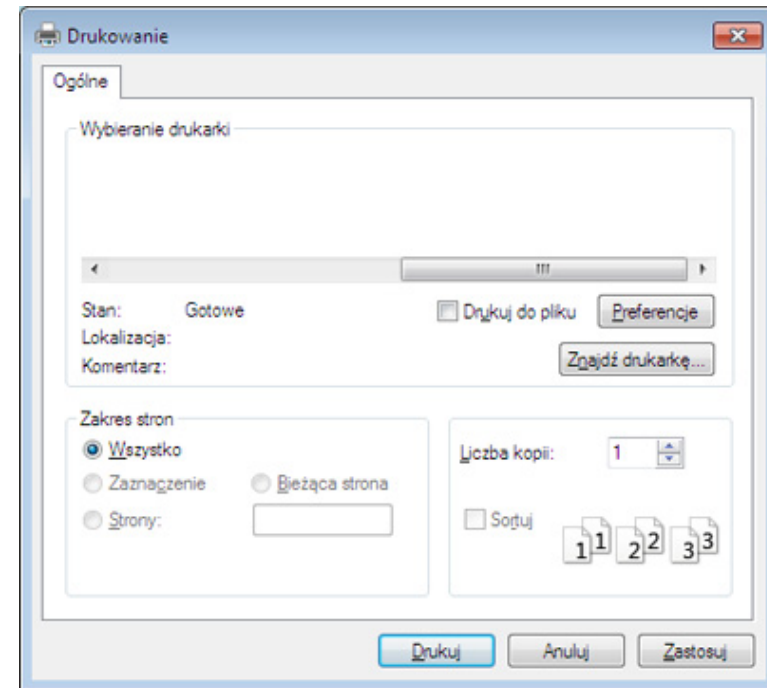 Drukowanie
Ogólne
Wybieranie drukarki
Stan: Gotowe
Drukuj do pliku
Preferencje
Lokalizacja:
Komentarz:
Znajdź drukarkę...
Zakres stron
Wszystko
Zaznaczenie
Bieżąca strona
Strony:
Liczba kopii: 1
Sortuj
1 1 2 2 3 3
Drukuj
Anuluj
Zastosuj